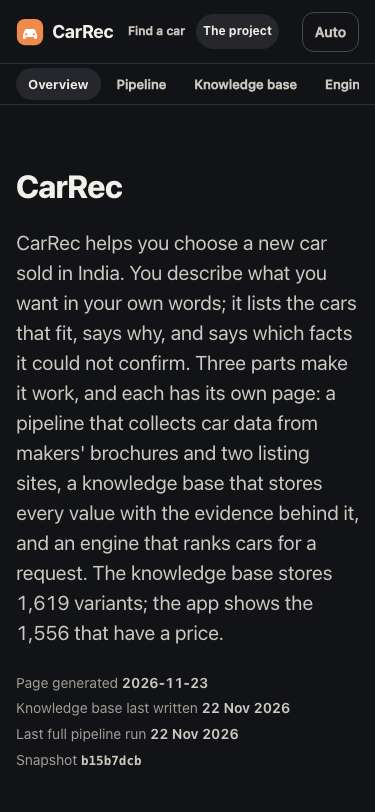 CarRec Find a car The project Auto
Overview Pipeline Knowledge base Engin
CarRec
CarRec helps you choose a new car
sold in India. You describe what you
want in your own words; it lists the cars
that fit, says why, and says which facts
it could not confirm. Three parts make
it work, and each has its own page: a
pipeline that collects car data from
makers' brochures and two listing
sites, a knowledge base that stores
every value with the evidence behind it,
and an engine that ranks cars for a
request. The knowledge base stores
1,619 variants; the app shows the
1,556 that have a price.
Page generated 2026-11-23
Knowledge base last written 22 Nov 2026
Last full pipeline run 22 Nov 2026
Snapshot b15b7dcb